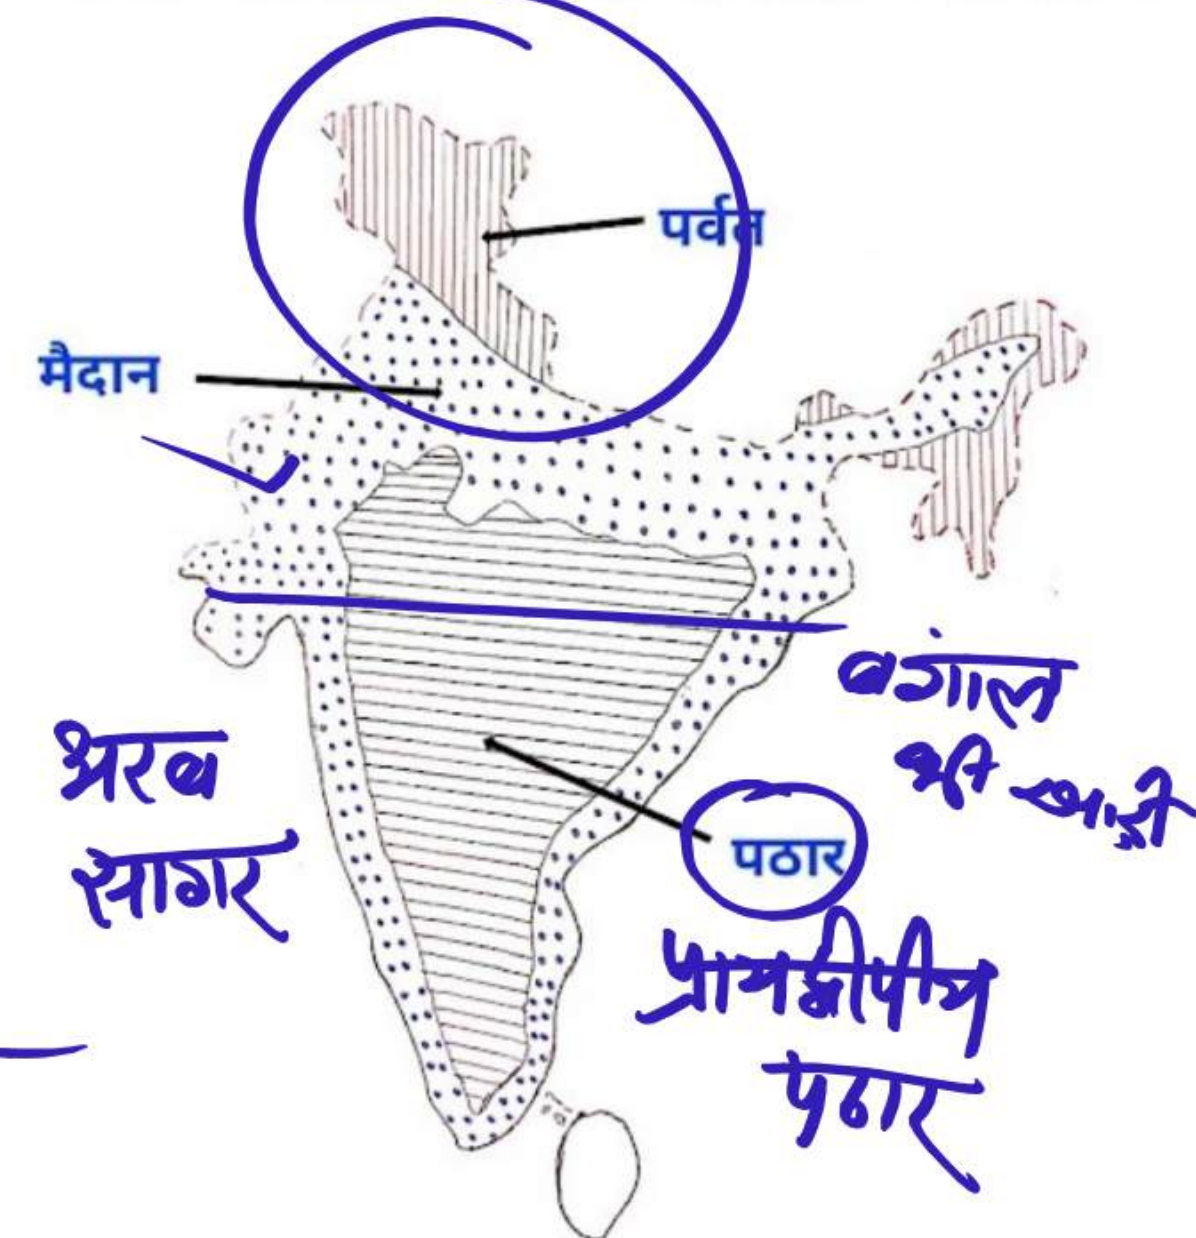 पर्वत
मैदान
बंगाल
की खाड़ी
अरब
सागर
पठार
प्रायद्वीपीय
पठार